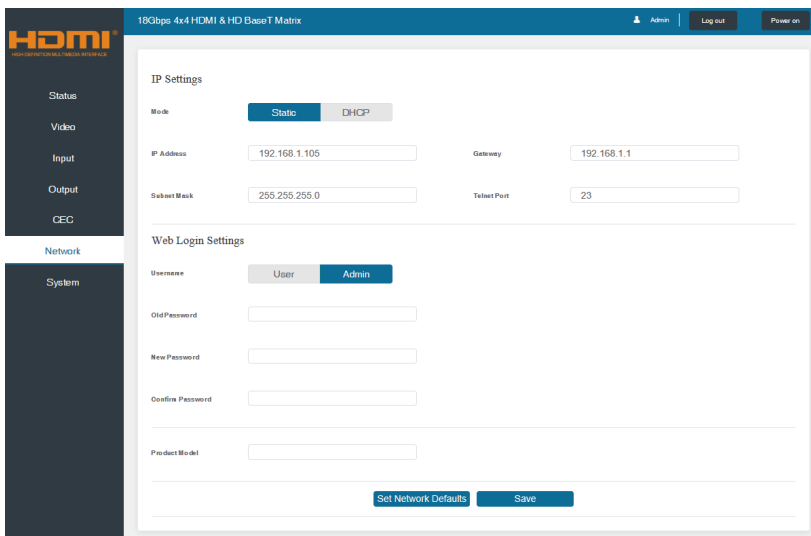 HDMI®
HIGH-DEFINITION MULTIMEDIA INTERFACE
Status
Video
Input
Output
CEC
Network
System
18Gbps 4x4 HDMI & HD BaseT Matrix
Admin
Log out
Power on
IP Settings
Mode Static DHCP
IP Address 192.168.1.105 Gateway 192.168.1.1
Subnet Mask 255.255.255.0 Telnet Port 23
Web Login Settings
Username User Admin
Old Password
New Password
Confirm Password
Product Model
Set Network Defaults Save